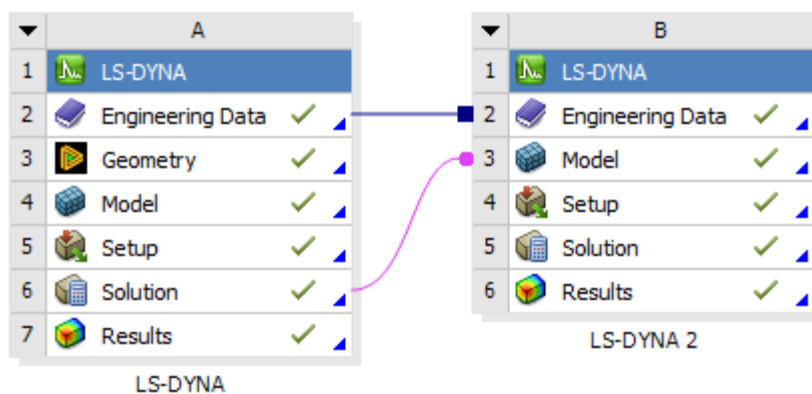 A
1 LS-DYNA
2 Engineering Data
3 Geometry
4 Model
5 Setup
6 Solution
7 Results
LS-DYNA
B
1 LS-DYNA
2 Engineering Data
3 Model
4 Setup
5 Solution
6 Results
LS-DYNA 2